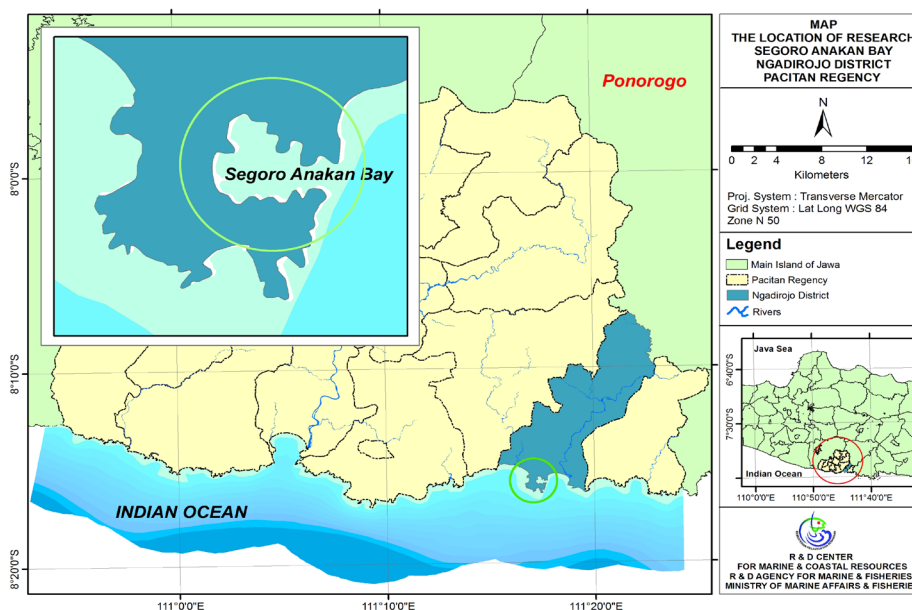 MAP
THE LOCATION OF RESEARCH
SEGORO ANAKAN BAY
NGADIROJO DISTRICT
PACITAN REGENCY
N
0 2 4 8 12 1
Kilometers
Proj. System : Transverse Mercator
Grid System : Lat Long WGS 84
Zone N 50
Legend
Main Island of Jawa
Pacitan Regency
Ngadirojo District
Rivers
Java Sea
Indian Ocean
6°40'0"S
7°30'0"S
110°50'0"E
111°40'0"E
R & D CENTER
FOR MARINE & COASTAL RESOURCES
R & D AGENCY FOR MARINE & FISHERIES
MINISTRY OF MARINE AFFAIRS & FISHERIE
Ponorogo
Segoro Anakan Bay
INDIAN OCEAN
8°0'0"S
8°10'0"S
8°20'0"S
111°0'0"E
111°10'0"E
111°20'0"E